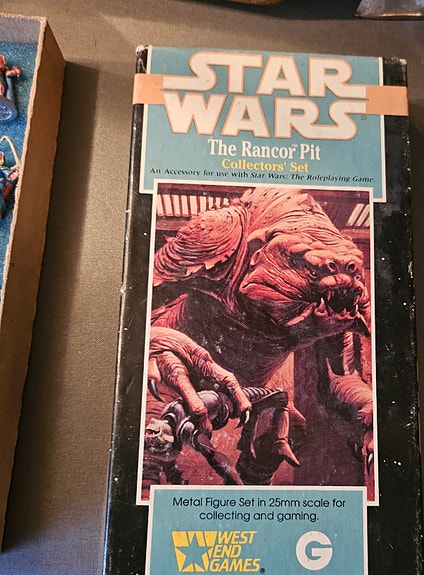 STAR
WARS®
The Rancor™ Pit
Collectors' Set
An Accessory for use with Star Wars: The Roleplaying Game.
Metal Figure Set in 25mm scale for
collecting and gaming.
WEST
END
GAMES®
G